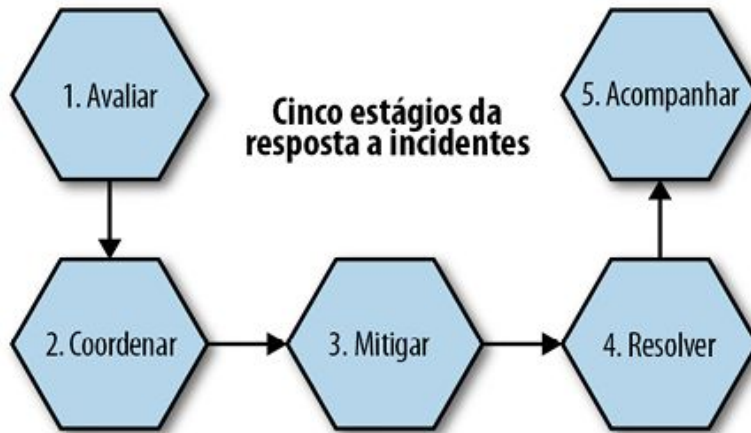 1. Avaliar
Cinco estágios da
resposta a incidentes
5. Acompanhar
2. Coordenar
3. Mitigar
4. Resolver